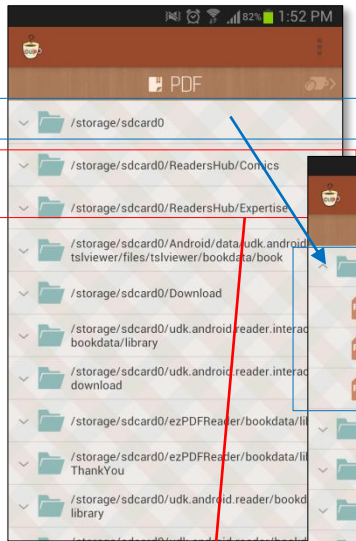 82% 1:52 PM
PDF
/storage/sdcard0
/storage/sdcard0/ReadersHub/Comics
/storage/sdcard0/ReadersHub/Expertise
/storage/sdcard0/Android/data/udk.android
tslviewer/files/tslviewer/bookdata/book
/storage/sdcard0/Download
/storage/sdcard0/udk.android.reader.interac
bookdata/library
/storage/sdcard0/udk.android.reader.interac
download
/storage/sdcard0/ezPDFReader/bookdata/lib
/storage/sdcard0/ezPDFReader/bookdata/lib
ThankYou
/storage/sdcard0/udk.android.reader/bookd
library